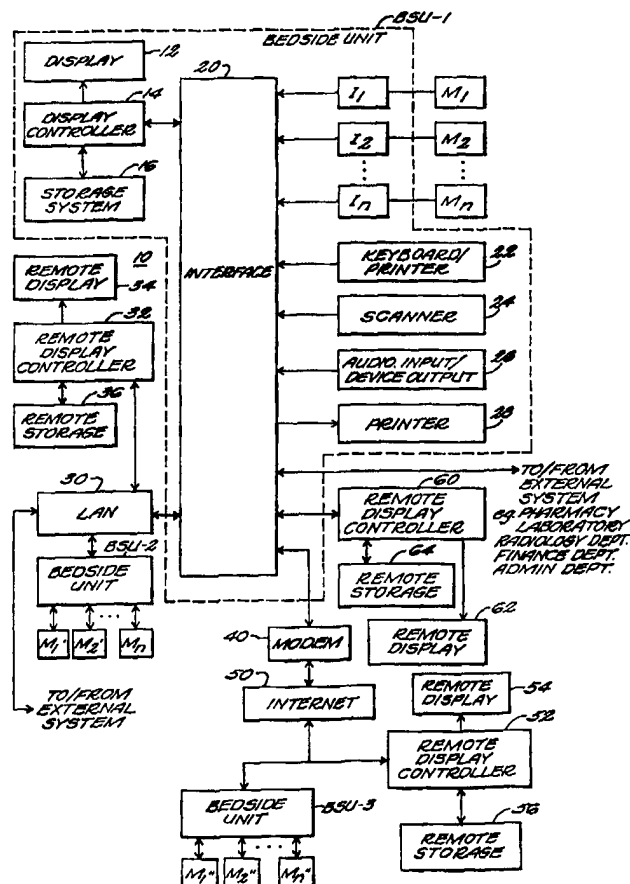 BSU-1
BEDSIDE UNIT
DISPLAY
12
DISPLAY CONTROLLER
14
STORAGE SYSTEM
16
20
INTERFACE
I1
M1
I2
M2
In
Mn
KEYBOARD/ PRINTER
22
SCANNER
24
AUDIO INPUT/ DEVICE OUTPUT
26
PRINTER
28
10
REMOTE DISPLAY
34
32
REMOTE DISPLAY CONTROLLER
36
REMOTE STORAGE
30
LAN
BSU-2
BEDSIDE UNIT
M1'
M2'
Mn'
TO/FROM
EXTERNAL
SYSTEM
TO/FROM
EXTERNAL
SYSTEM
eg. PHARMACY
LABORATORY
RADIOLOGY DEPT.
FINANCE DEPT.
ADMIN DEPT.
60
REMOTE DISPLAY CONTROLLER
64
REMOTE STORAGE
62
REMOTE DISPLAY
40
MODEM
50
INTERNET
REMOTE DISPLAY
54
52
REMOTE DISPLAY CONTROLLER
56
REMOTE STORAGE
BEDSIDE UNIT
BSU-3
M1"
M2"
Mn"